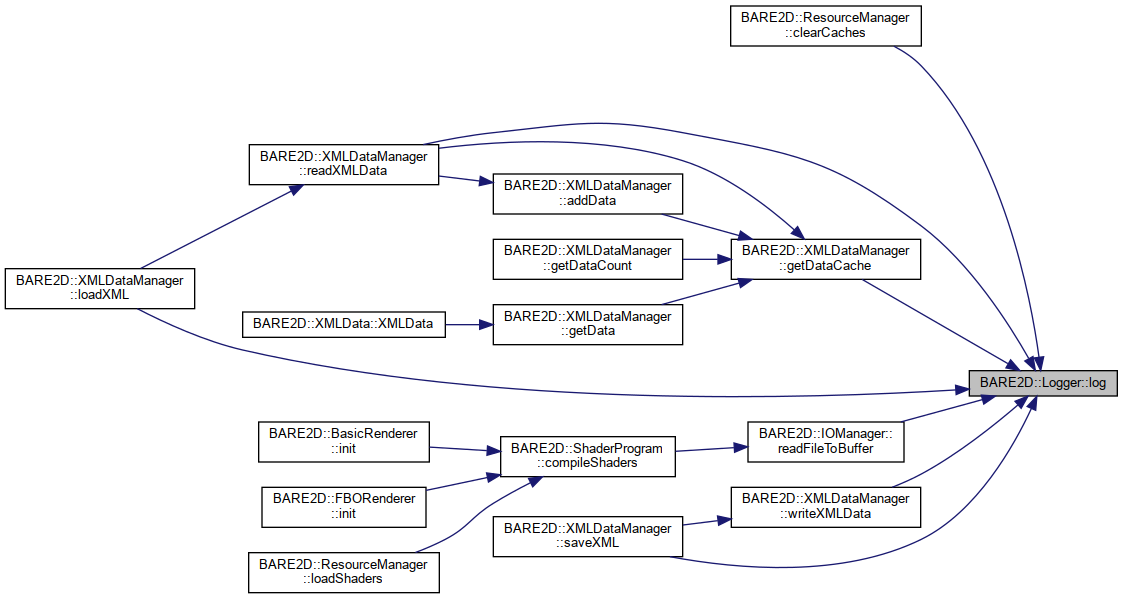 BARE2D::ResourceManager
::clearCaches
BARE2D::XMLDataManager
::readXMLData
BARE2D::XMLDataManager
::addData
BARE2D::XMLDataManager
::getDataCount
BARE2D::XMLDataManager
::getDataCache
BARE2D::XMLDataManager
::loadXML
BARE2D::XMLData::XMLData
BARE2D::XMLDataManager
::getData
BARE2D::Logger::log
BARE2D::BasicRenderer
::init
BARE2D::ShaderProgram
::compileShaders
BARE2D::IOManager::
readFileToBuffer
BARE2D::FBORenderer
::init
BARE2D::XMLDataManager
::writeXMLData
BARE2D::XMLDataManager
::saveXML
BARE2D::ResourceManager
::loadShaders